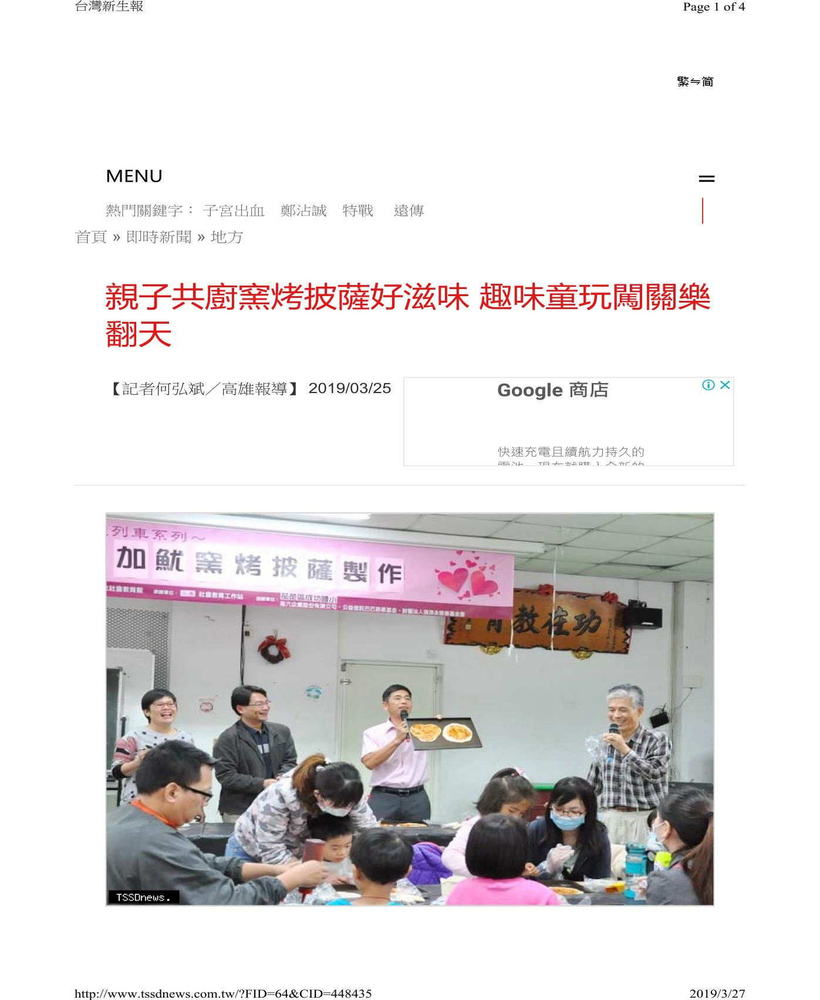 台灣新生報
Page 1 of 4
繁⇋简
MENU
熱門關鍵字： 子宮出血 鄭沾誠 特戰 遠傳
首頁 » 即時新聞 » 地方
親子共廚窯烤披薩好滋味 趣味童玩闖關樂
翻天
【記者何弘斌／高雄報導】 2019/03/25
Google 商店
快速充電且續航力持久的
列車系列～
加魷窯烤披薩製作
社會教育館
社會教育工作站
成功國小
育教在功
TSSDnews.
http://www.tssdnews.com.tw/?FID=64&CID=448435
2019/3/27